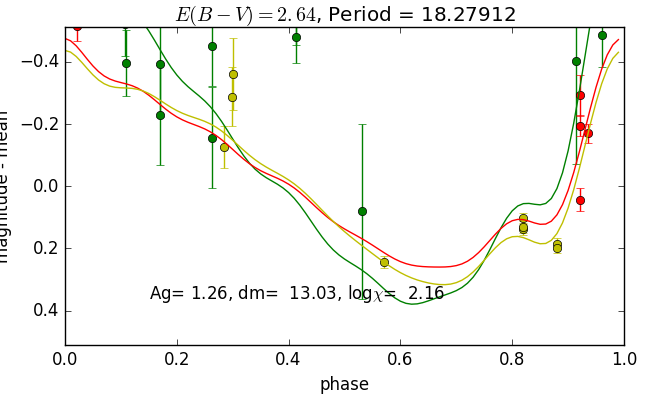 E(B − V) = 2.64, Period = 18.27912
magnitude - mean
−0.4
−0.2
0.0
0.2
0.4
Ag= 1.26, dm=  13.03, logχ=  2.16
0.0 0.2 0.4 0.6 0.8 1.0
phase